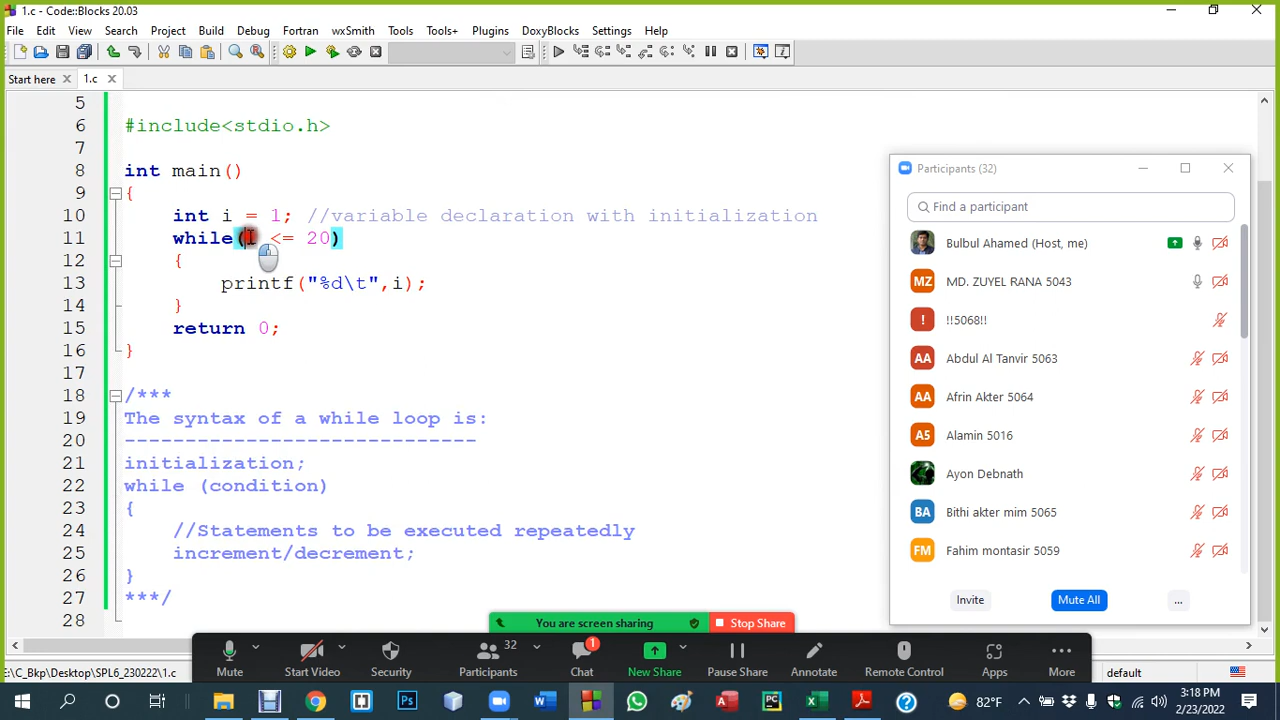 1.c - Code::Blocks 20.03
File Edit View Search Project Build Debug Fortran wxSmith Tools Tools+ Plugins DoxyBlocks Settings Help
Start here
1.c
5
6 #include<stdio.h>
7
8 int main()
9 {
10 int i = 1; //variable declaration with initialization
11 while( <= 20)
12 {
13 printf("%d\t",i);
14 }
15 return 0;
16 }
17
18 /***
19 The syntax of a while loop is:
20 -----------------------------
21 initialization;
22 while (condition)
23 {
24 //Statements to be executed repeatedly
25 increment/decrement;
26 }
27 ***/
28
Participants (32)
Find a participant
Bulbul Ahamed (Host, me)
MZ MD. ZUYEL RANA 5043
! !!5068!!
AA Abdul Al Tanvir 5063
AA Afrin Akter 5064
A5 Alamin 5016
Ayon Debnath
BA Bithi akter mim 5065
FM Fahim montasir 5059
Invite Mute All ...
You are screen sharing Stop Share
Mute
Start Video
Security
32
Participants
1
Chat
New Share
Pause Share
Annotate
Remote Control
Apps
More
E:\C_Bkp\Desktop\SPL6_230222\1.c
default
82°F
3:18 PM
2/23/2022